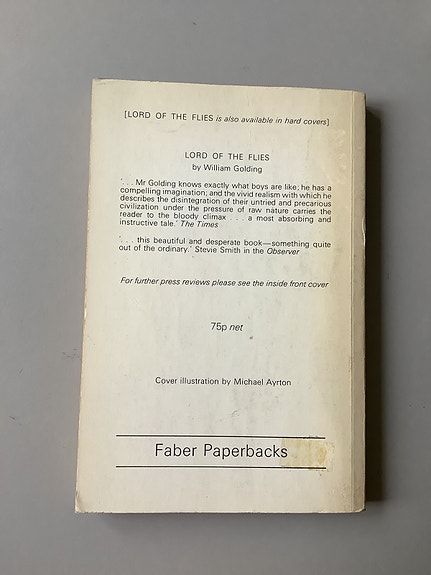 [LORD OF THE FLIES is also available in hard covers]
LORD OF THE FLIES
by William Golding
'. . . Mr Golding knows exactly what boys are like; he has a
compelling imagination; and the vivid realism with which he
describes the disintegration of their untried and precarious
civilization under the pressure of raw nature carries the
reader to the bloody climax . . . a most absorbing and
instructive tale.' The Times
'. . . this beautiful and desperate book—something quite
out of the ordinary.' Stevie Smith in the Observer
For further press reviews please see the inside front cover
75p net
Cover illustration by Michael Ayrton
Faber Paperbacks